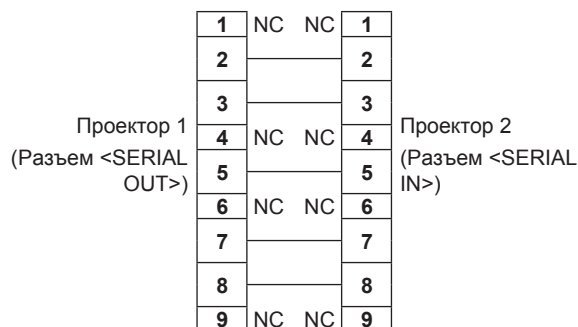 1 NC NC 1
2 2
3 3
Проектор 1
(Разъем <SERIAL
OUT>)
4 NC NC 4
Проектор 2
(Разъем <SERIAL
IN>)
5 5
6 NC NC 6
7 7
8 8
9 NC NC 9